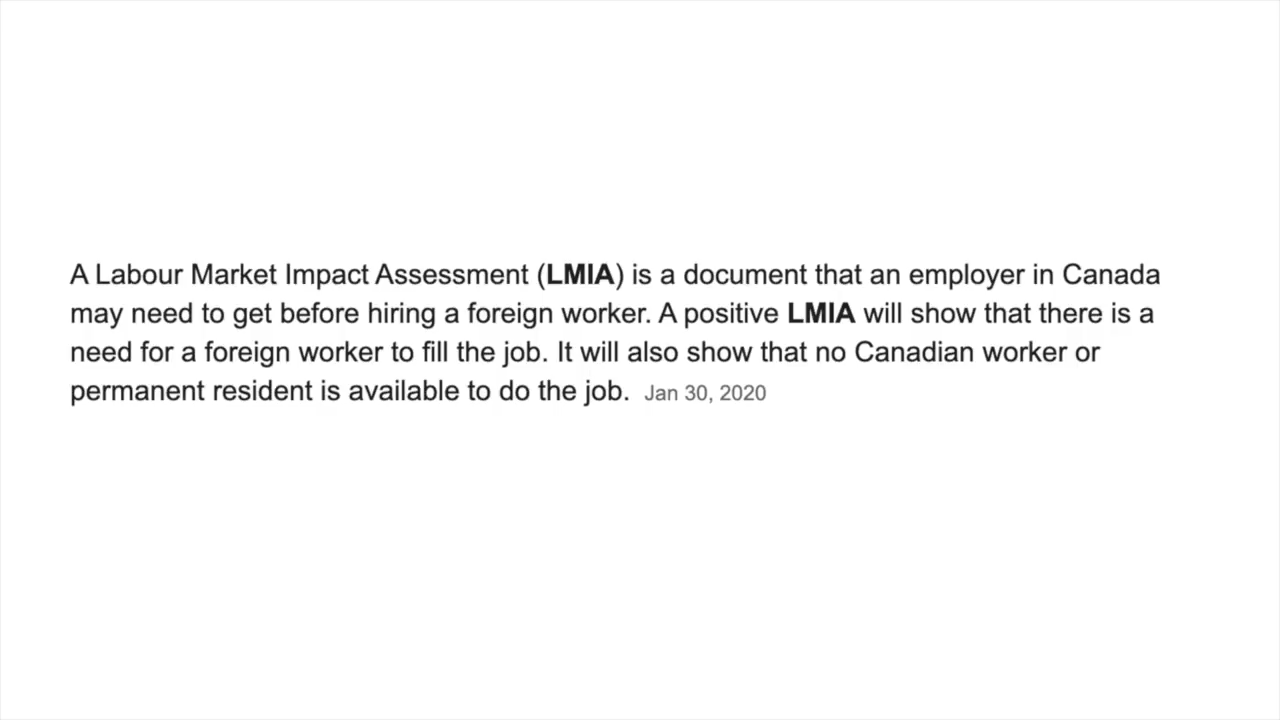 A Labour Market Impact Assessment (LMIA) is a document that an employer in Canada
may need to get before hiring a foreign worker. A positive LMIA will show that there is a
need for a foreign worker to fill the job. It will also show that no Canadian worker or
permanent resident is available to do the job. Jan 30, 2020